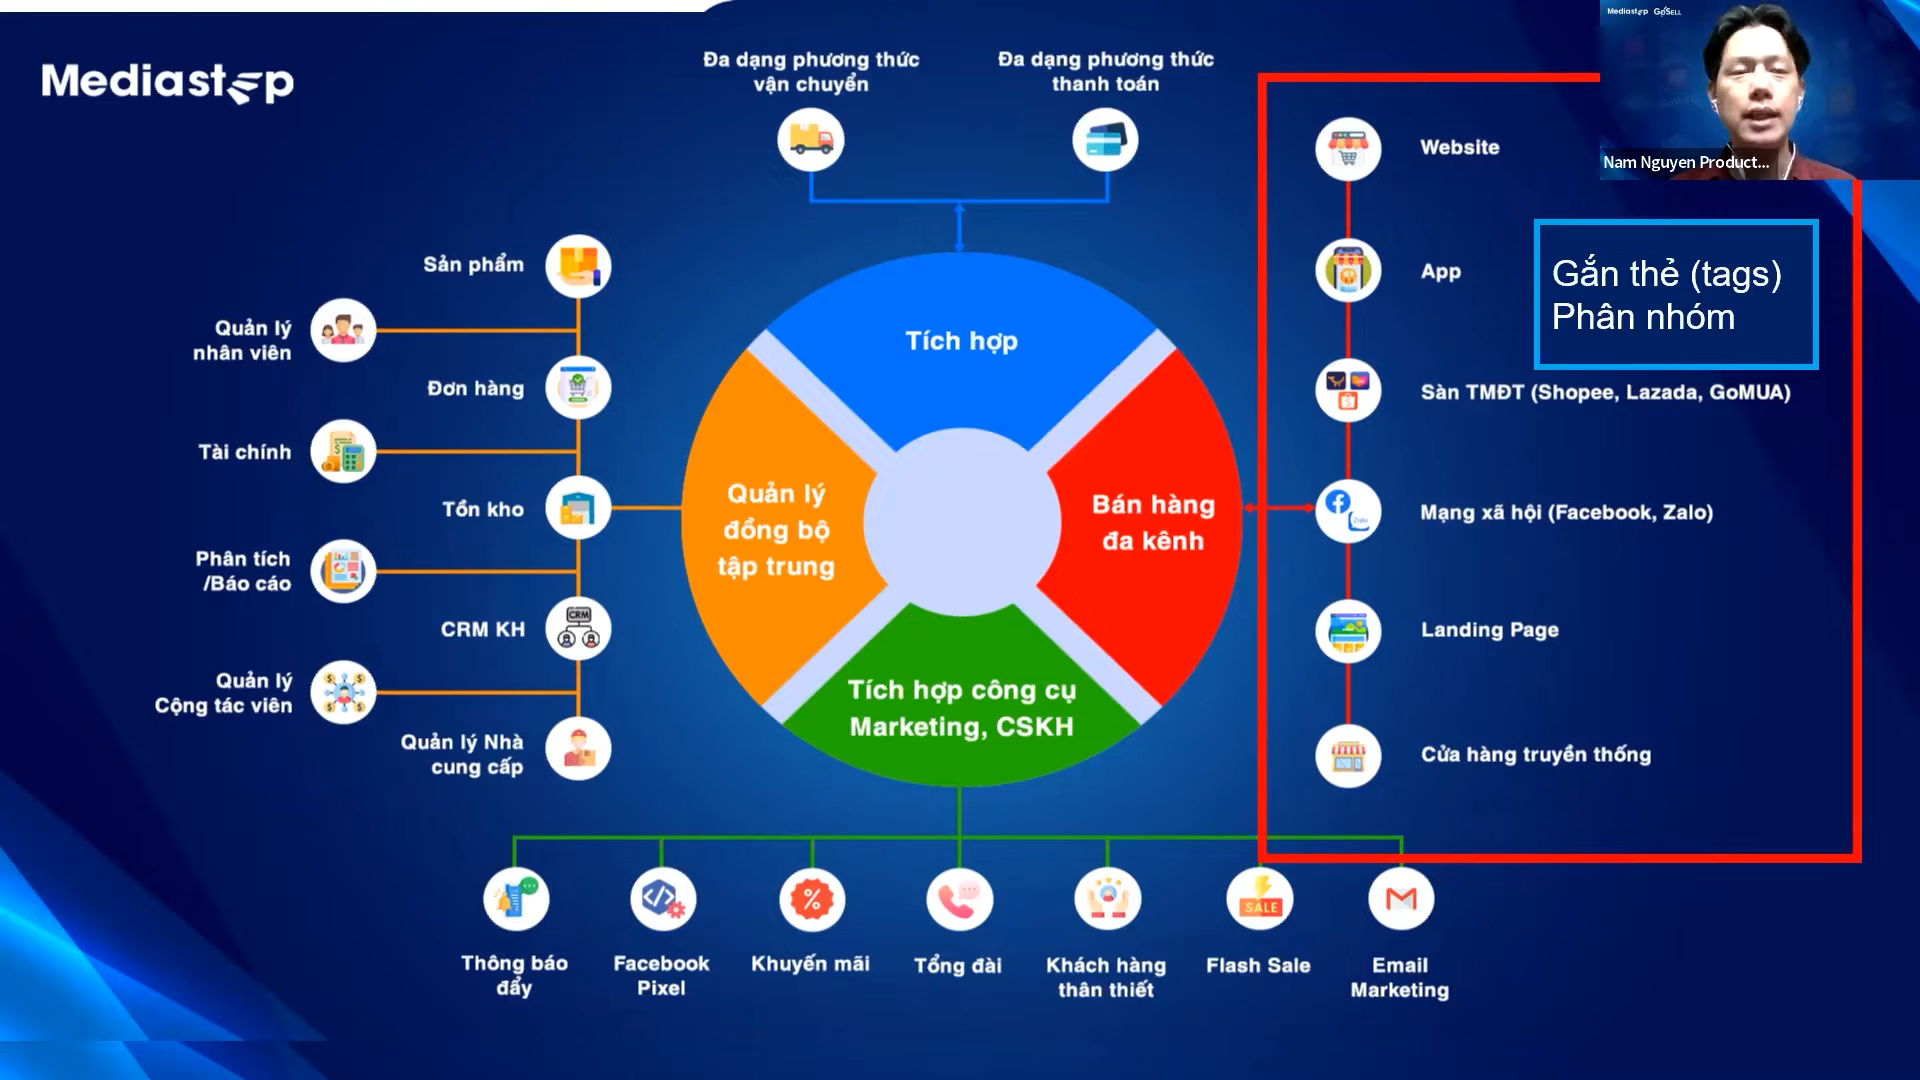 Mediastep
Đa dạng phương thức
vận chuyển
Đa dạng phương thức
thanh toán
Mediastep GoSELL
Nam Nguyen Product...
Website
App
Gắn thẻ (tags)
Phân nhóm
Sàn TMĐT (Shopee, Lazada, GoMUA)
Mạng xã hội (Facebook, Zalo)
Landing Page
Cửa hàng truyền thống
Sản phẩm
Quản lý
nhân viên
Đơn hàng
Tài chính
Tồn kho
Phân tích
/Báo cáo
CRM KH
CRM
Quản lý
Cộng tác viên
Quản lý Nhà
cung cấp
Tích hợp
Quản lý
đồng bộ
tập trung
Bán hàng
đa kênh
Tích hợp công cụ
Marketing, CSKH
Zalo
SALE
Thông báo
đẩy
Facebook
Pixel
Khuyến mãi
Tổng đài
Khách hàng
thân thiết
Flash Sale
Email
Marketing